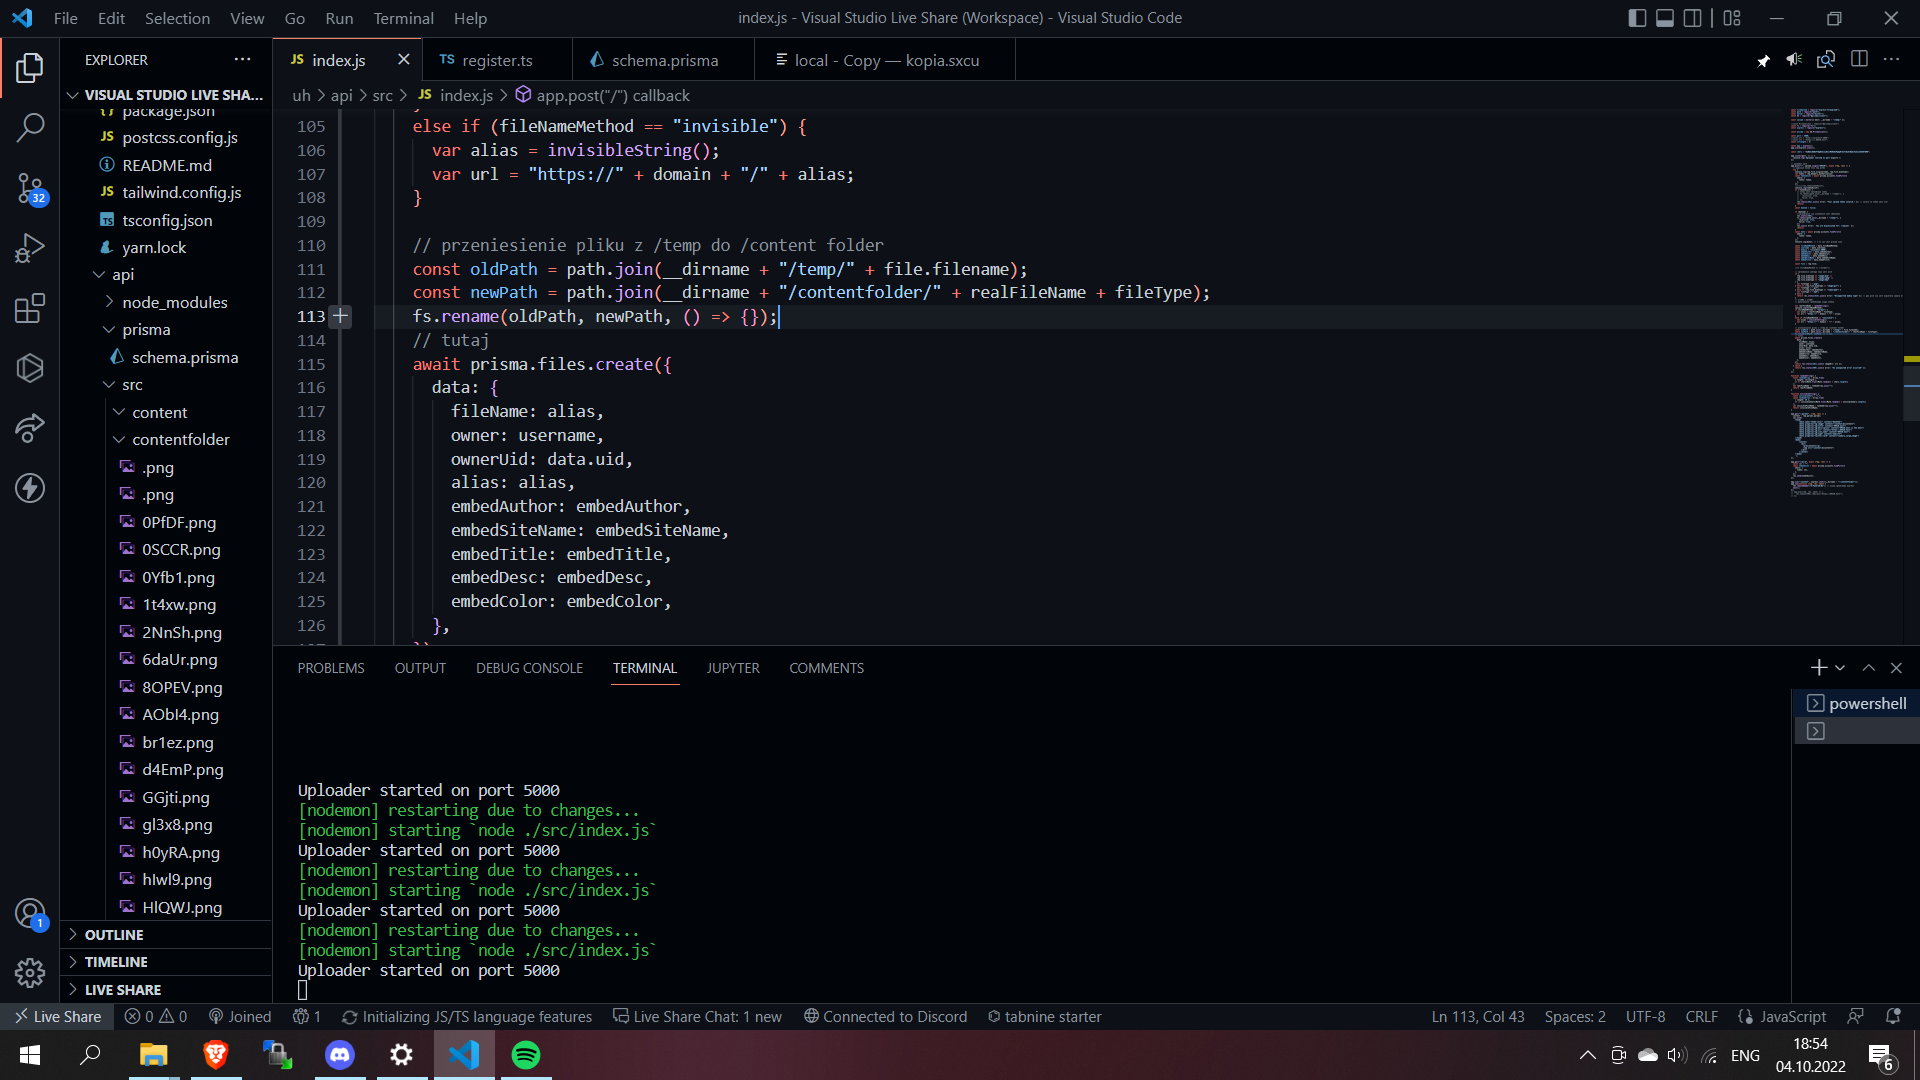 File Edit Selection View Go Run Terminal Help
index.js - Visual Studio Live Share (Workspace) - Visual Studio Code
EXPLORER
VISUAL STUDIO LIVE SHA...
package.json
postcss.config.js
README.md
tailwind.config.js
tsconfig.json
yarn.lock
api
node_modules
prisma
schema.prisma
src
content
contentfolder
.png
.png
0PfDF.png
0SCCR.png
0Yfb1.png
1t4xw.png
2NnSh.png
6daUr.png
8OPEV.png
AObI4.png
br1ez.png
d4EmP.png
GGjti.png
gl3x8.png
h0yRA.png
hIwl9.png
HlQWJ.png
OUTLINE
TIMELINE
LIVE SHARE
32
1
JS index.js
TS register.ts
schema.prisma
local - Copy — kopia.sxcu
uh > api > src > JS index.js > app.post("/") callback
105 else if (fileNameMethod == "invisible") {
106 var alias = invisibleString();
107 var url = "https://" + domain + "/" + alias;
108 }
109
110 // przeniesienie pliku z /temp do /content folder
111 const oldPath = path.join(__dirname + "/temp/" + file.filename);
112 const newPath = path.join(__dirname + "/contentfolder/" + realFileName + fileType);
113 fs.rename(oldPath, newPath, () => {});
114 // tutaj
115 await prisma.files.create({
116 data: {
117 fileName: alias,
118 owner: username,
119 ownerUid: data.uid,
120 alias: alias,
121 embedAuthor: embedAuthor,
122 embedSiteName: embedSiteName,
123 embedTitle: embedTitle,
124 embedDesc: embedDesc,
125 embedColor: embedColor,
126 },
PROBLEMS OUTPUT DEBUG CONSOLE TERMINAL JUPYTER COMMENTS
powershell
Uploader started on port 5000
[nodemon] restarting due to changes...
[nodemon] starting `node ./src/index.js`
Uploader started on port 5000
[nodemon] restarting due to changes...
[nodemon] starting `node ./src/index.js`
Uploader started on port 5000
[nodemon] restarting due to changes...
[nodemon] starting `node ./src/index.js`
Uploader started on port 5000
Live Share 0 0 Joined 1 Initializing JS/TS language features Live Share Chat: 1 new Connected to Discord tabnine starter Ln 113, Col 43 Spaces: 2 UTF-8 CRLF JavaScript
ENG
18:54
04.10.2022
6